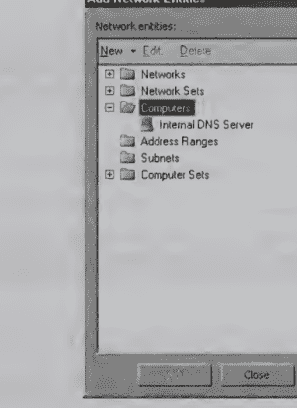 Add Network Entities
Network entities:
New Edit Delete
Networks
Network Sets
Computers
Internal DNS Server
Address Ranges
Subnets
Computer Sets
Close